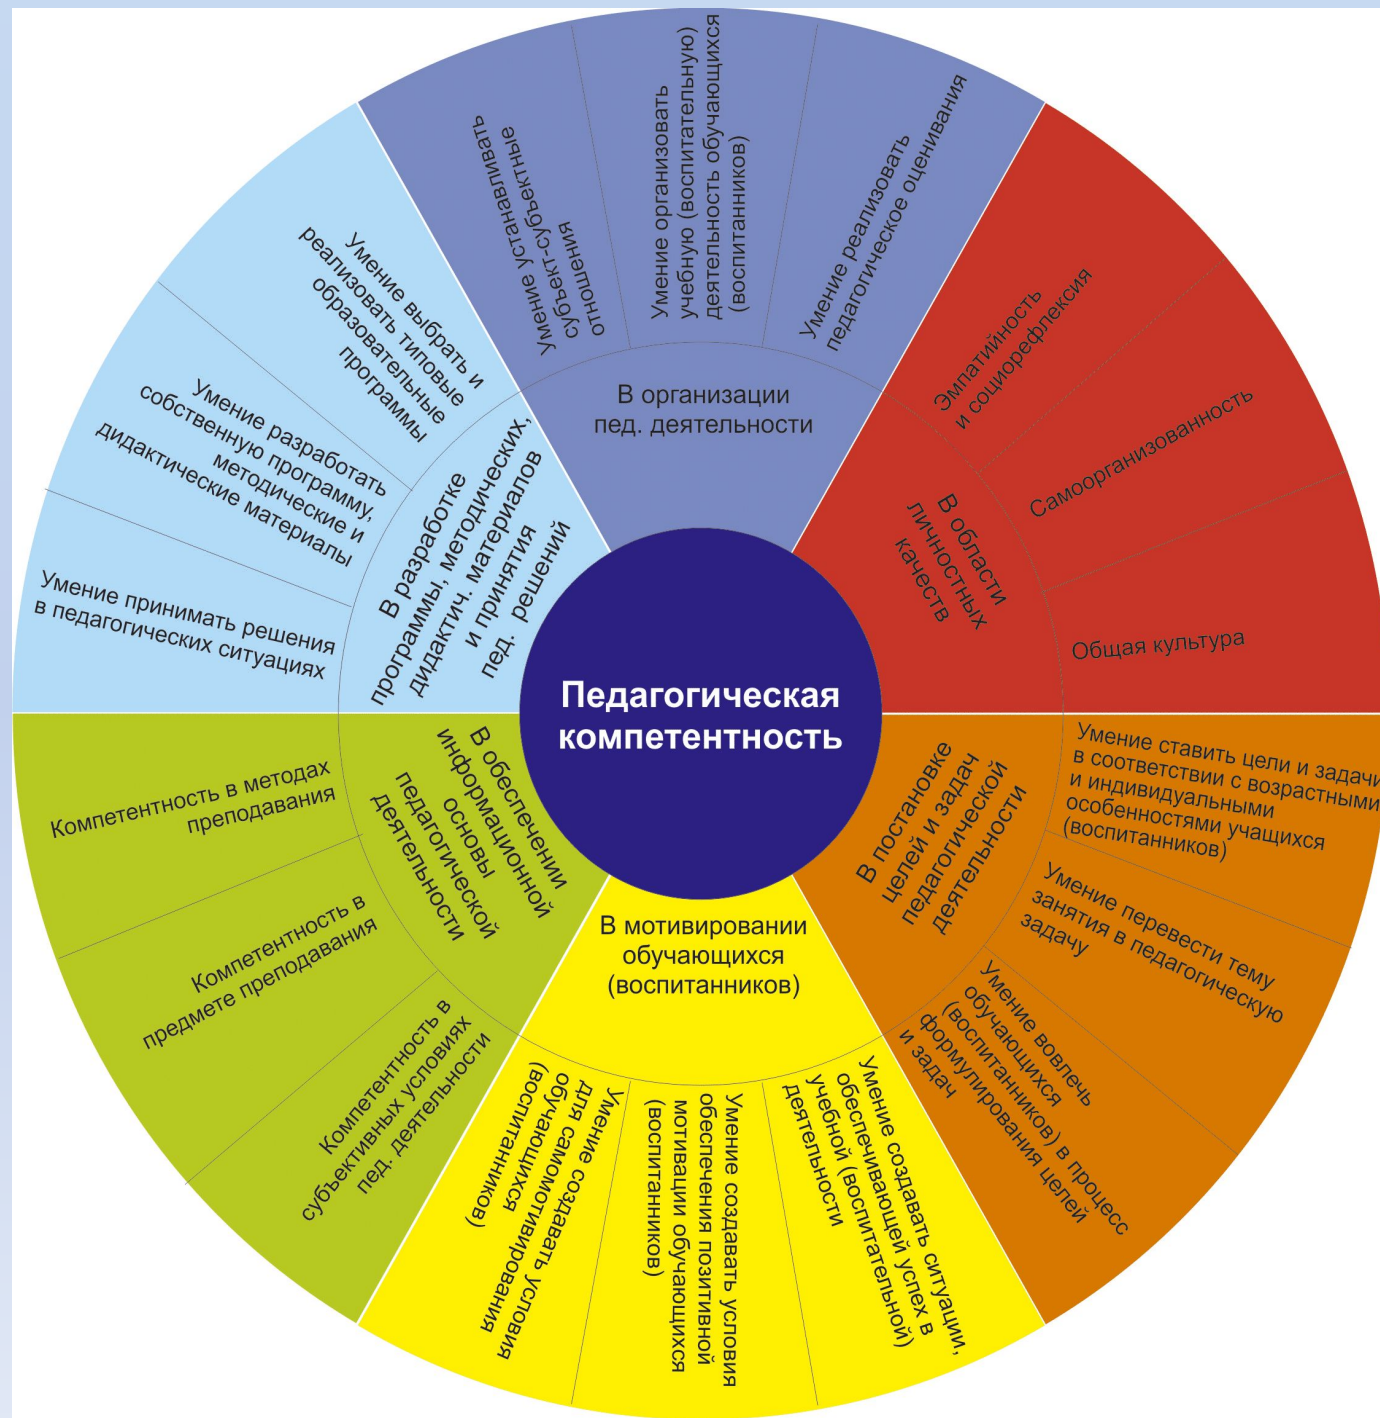 Педагогическая
компетентность
В организации
пед. деятельности
Умение устанавливать
субъект-субъектные
отношения
Умение организовать
учебную (воспитательную)
деятельность обучающихся
(воспитанников)
Умение реализовать
педагогическое оценивания
В области
личностных
качеств
Эмпатийность
и социорефлексия
Самоорганизованность
Общая культура
В постановке
целей и задач
педагогической
деятельности
Умение ставить цели и задачи
в соответствии с возрастными
и индивидуальными
особенностями учащихся
(воспитанников)
Умение перевести тему
занятия в педагогическую
задачу
Умение вовлечь
обучающихся
(воспитанников) в процесс
формулирования целей
и задач
В мотивировании
обучающихся
(воспитанников)
Умение создавать ситуации,
обеспечивающей успех в
учебной (воспитательной)
деятельности
Умение создавать условия
обеспечения позитивной
мотивации обучающихся
(воспитанников)
Умение создавать условия
для самомотивирования
обучающихся
(воспитанников)
В обеспечении
информационной
основы
педагогической
деятельности
Компетентность в
субъективных условиях
пед. деятельности
Компетентность в
предмете преподавания
Компетентность в методах
преподавания
В разработке
программы, методических,
дидактич. материалов
и принятия
пед. решений
Умение принимать решения
в педагогических ситуациях
Умение разработать
собственную программу,
методические и
дидактические материалы
Умение выбрать и
реализовать типовые
образовательные
программы